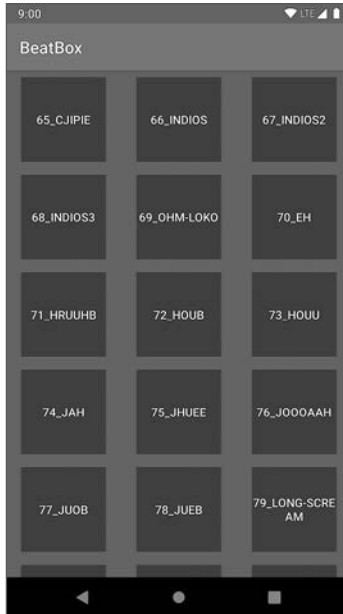 9:00 LTE
BeatBox
65_CJIPIE 66_INDIOS 67_INDIOS2
68_INDIOS3 69_OHM-LOKO 70_EH
71_HRUUHB 72_HOUB 73_HOUU
74_JAH 75_JHUEE 76_JOOOAAH
77_JUOB 78_JUEB 79_LONG-SCRE
AM